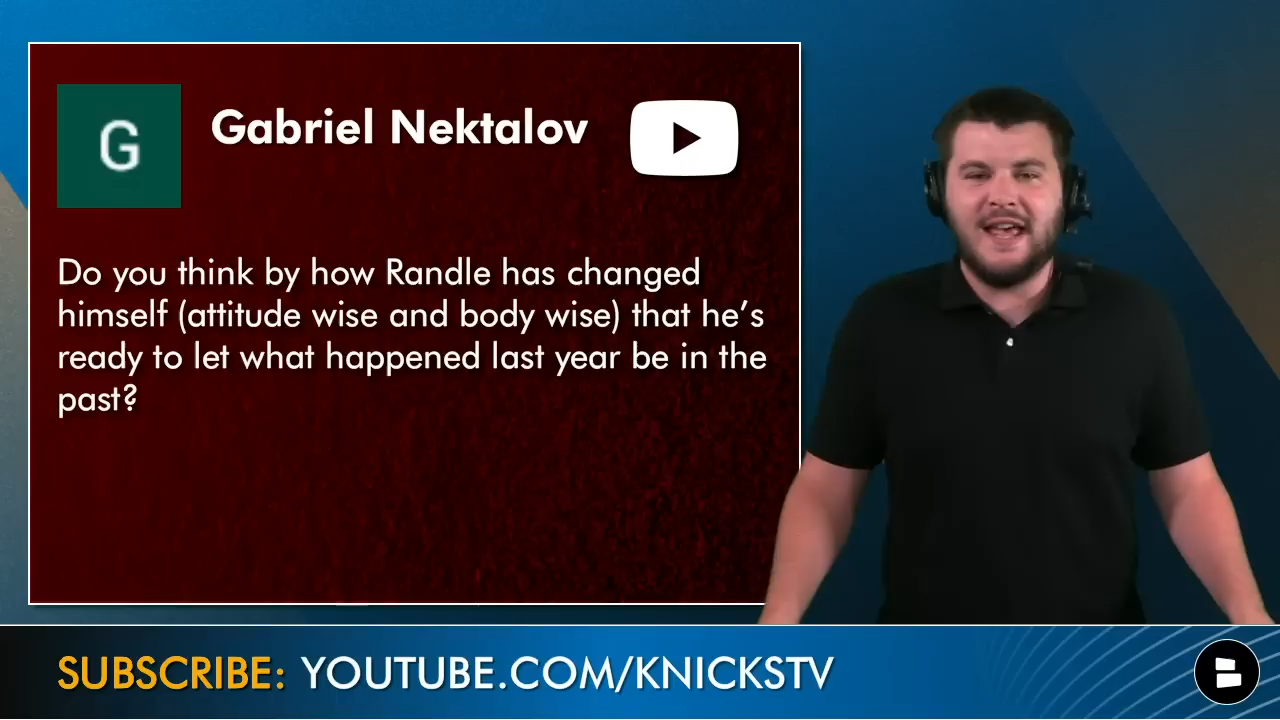 G
Gabriel Nektalov
Do you think by how Randle has changed
himself (attitude wise and body wise) that he's
ready to let what happened last year be in the
past?
SUBSCRIBE: YOUTUBE.COM/KNICKSTV